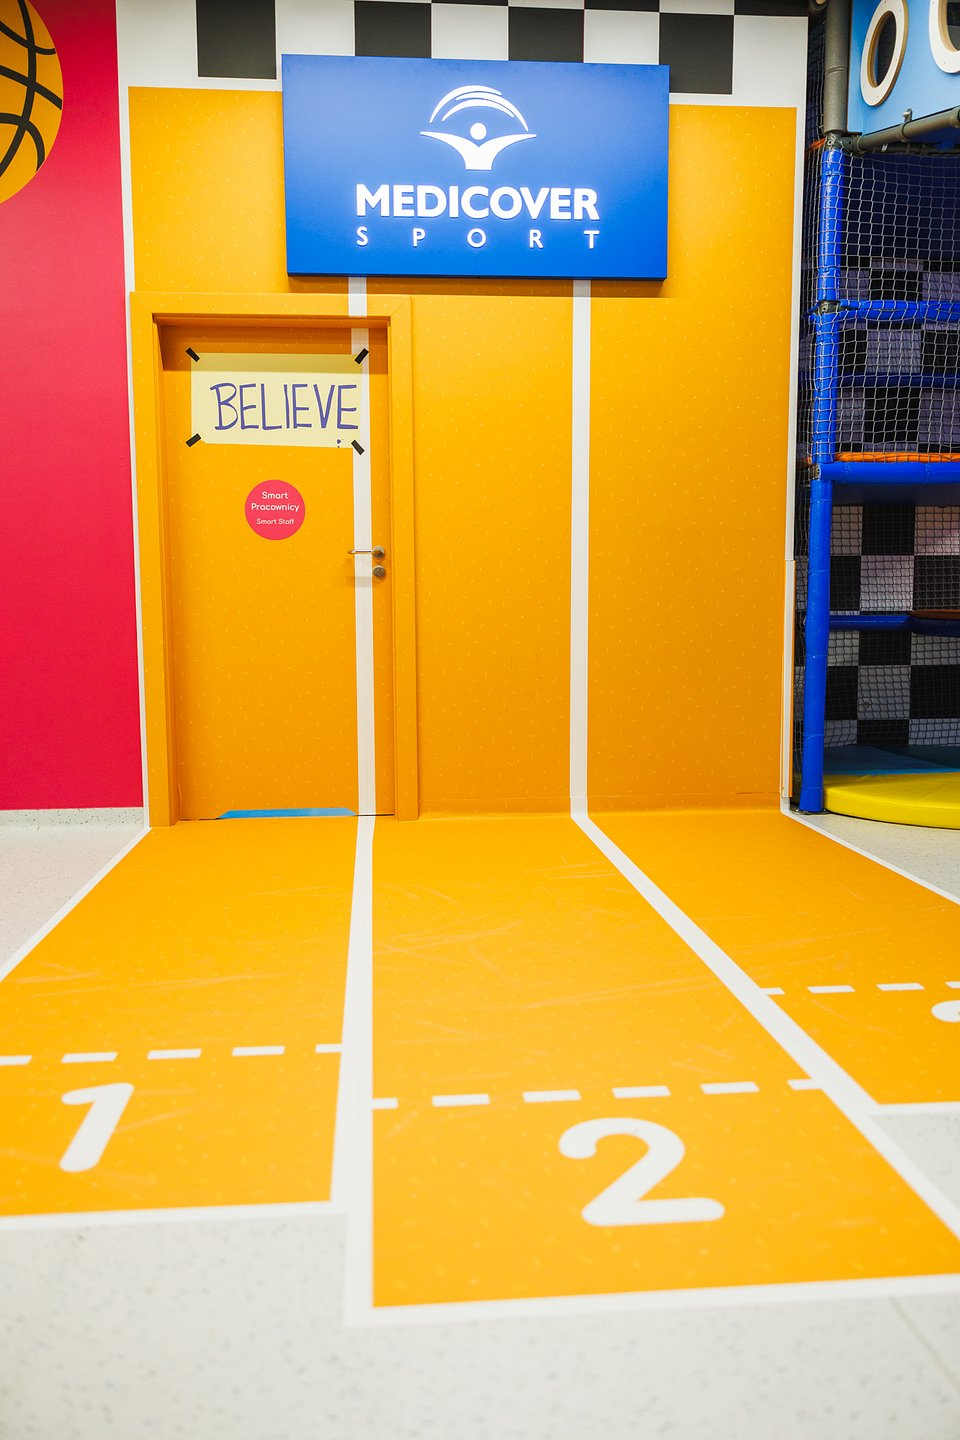 MEDICOVER
SPORT
BELIEVE
Smart
Pracownicy
Smart Staff
1
2